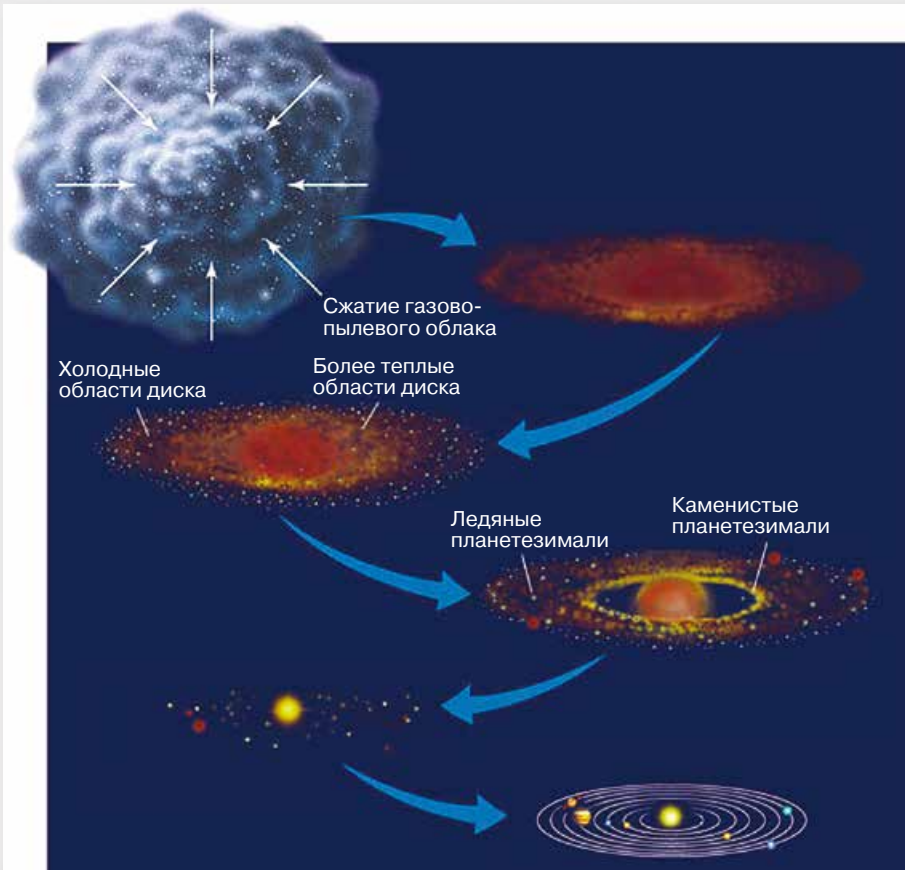 Сжатие газово-
пылевого облака
Холодные
области диска
Более теплые
области диска
Ледяные
планетезимали
Каменистые
планетезимали